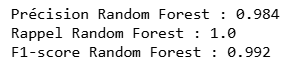 Précision Random Forest : 0.984
Rappel Random Forest : 1.0
F1-score Random Forest : 0.992